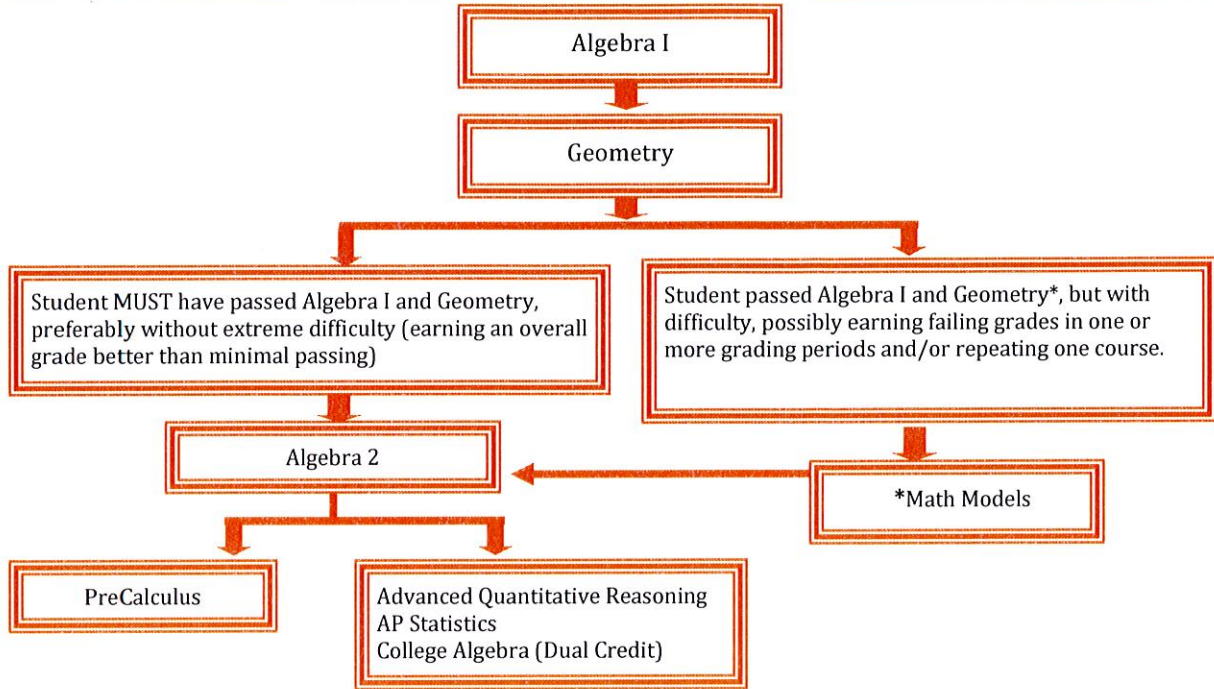 Algebra I
Geometry
Student MUST have passed Algebra I and Geometry,
preferably without extreme difficulty (earning an overall
grade better than minimal passing)
Student passed Algebra I and Geometry*, but with
difficulty, possibly earning failing grades in one or
more grading periods and/or repeating one course.
Algebra 2
*Math Models
PreCalculus
Advanced Quantitative Reasoning
AP Statistics
College Algebra (Dual Credit)